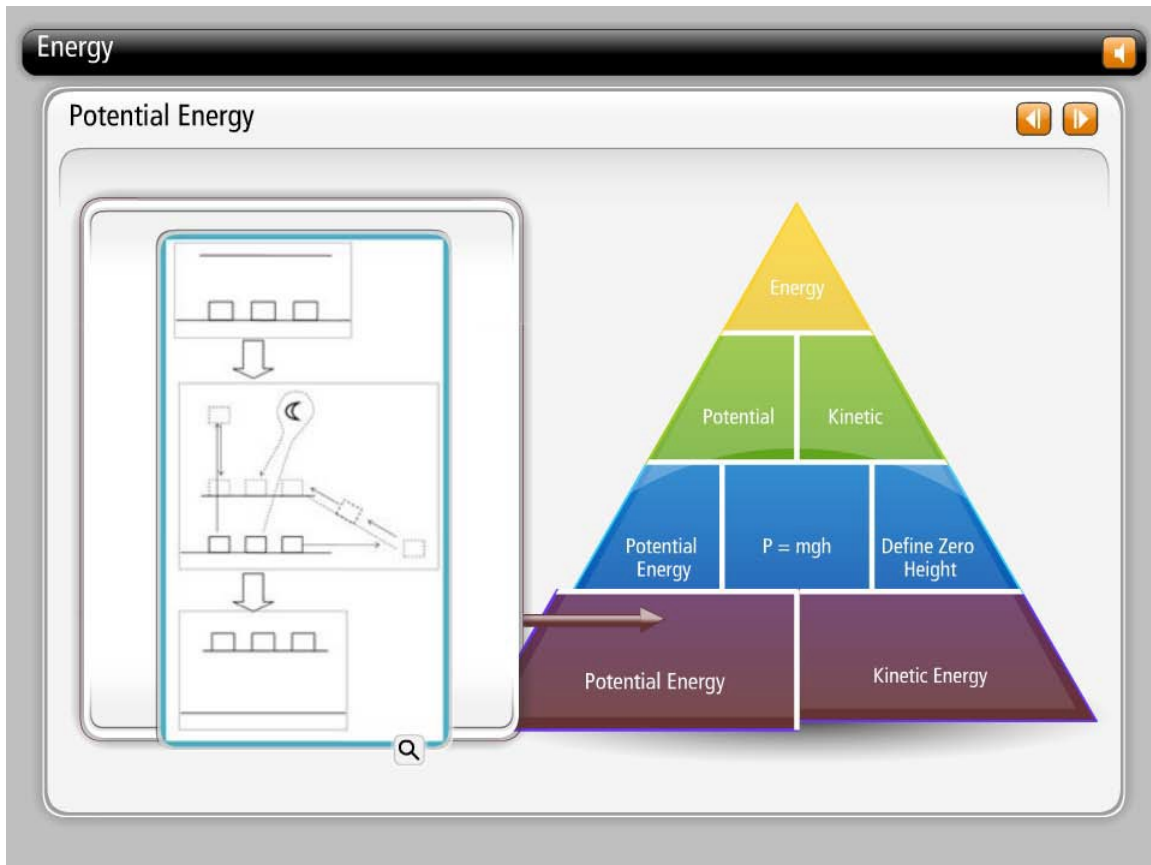 Energy
Potential Energy
Energy
Potential
Kinetic
Potential
Energy
P = mgh
Define Zero
Height
Potential Energy
Kinetic Energy